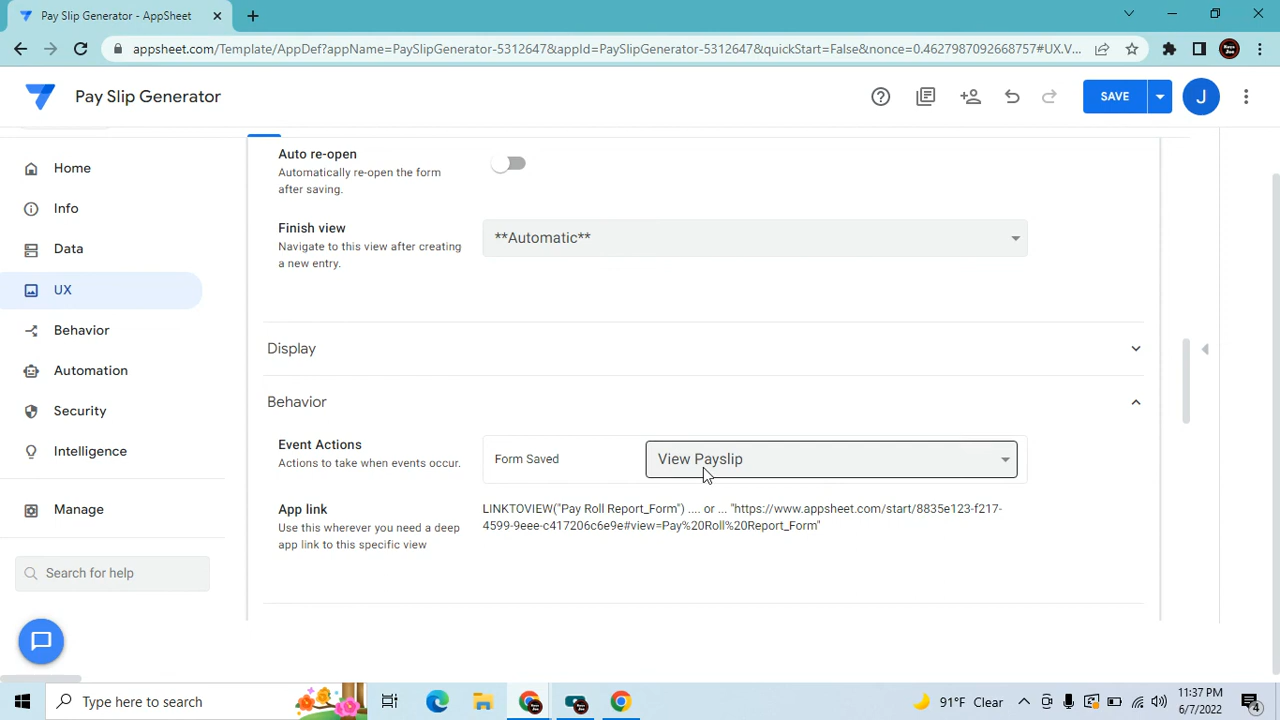 Pay Slip Generator - AppSheet
appsheet.com/Template/AppDef?appName=PaySlipGenerator-5312647&appId=PaySlipGenerator-5312647&quickStart=False&nonce=0.4627987092668757#UX.V...
Pay Slip Generator
SAVE
J
Home
Info
Data
UX
Behavior
Automation
Security
Intelligence
Manage
Search for help
Auto re-open
Automatically re-open the form
after saving.
Finish view
Navigate to this view after creating
a new entry.
**Automatic**
Display
Behavior
Event Actions
Actions to take when events occur.
Form Saved
View Payslip
App link
Use this wherever you need a deep
app link to this specific view
LINKTOVIEW("Pay Roll Report_Form") .... or ... "https://www.appsheet.com/start/8835e123-f217-
4599-9eee-c417206c6e9e#view=Pay%20Roll%20Report_Form"
Type here to search
91°F Clear
11:37 PM
6/7/2022
4